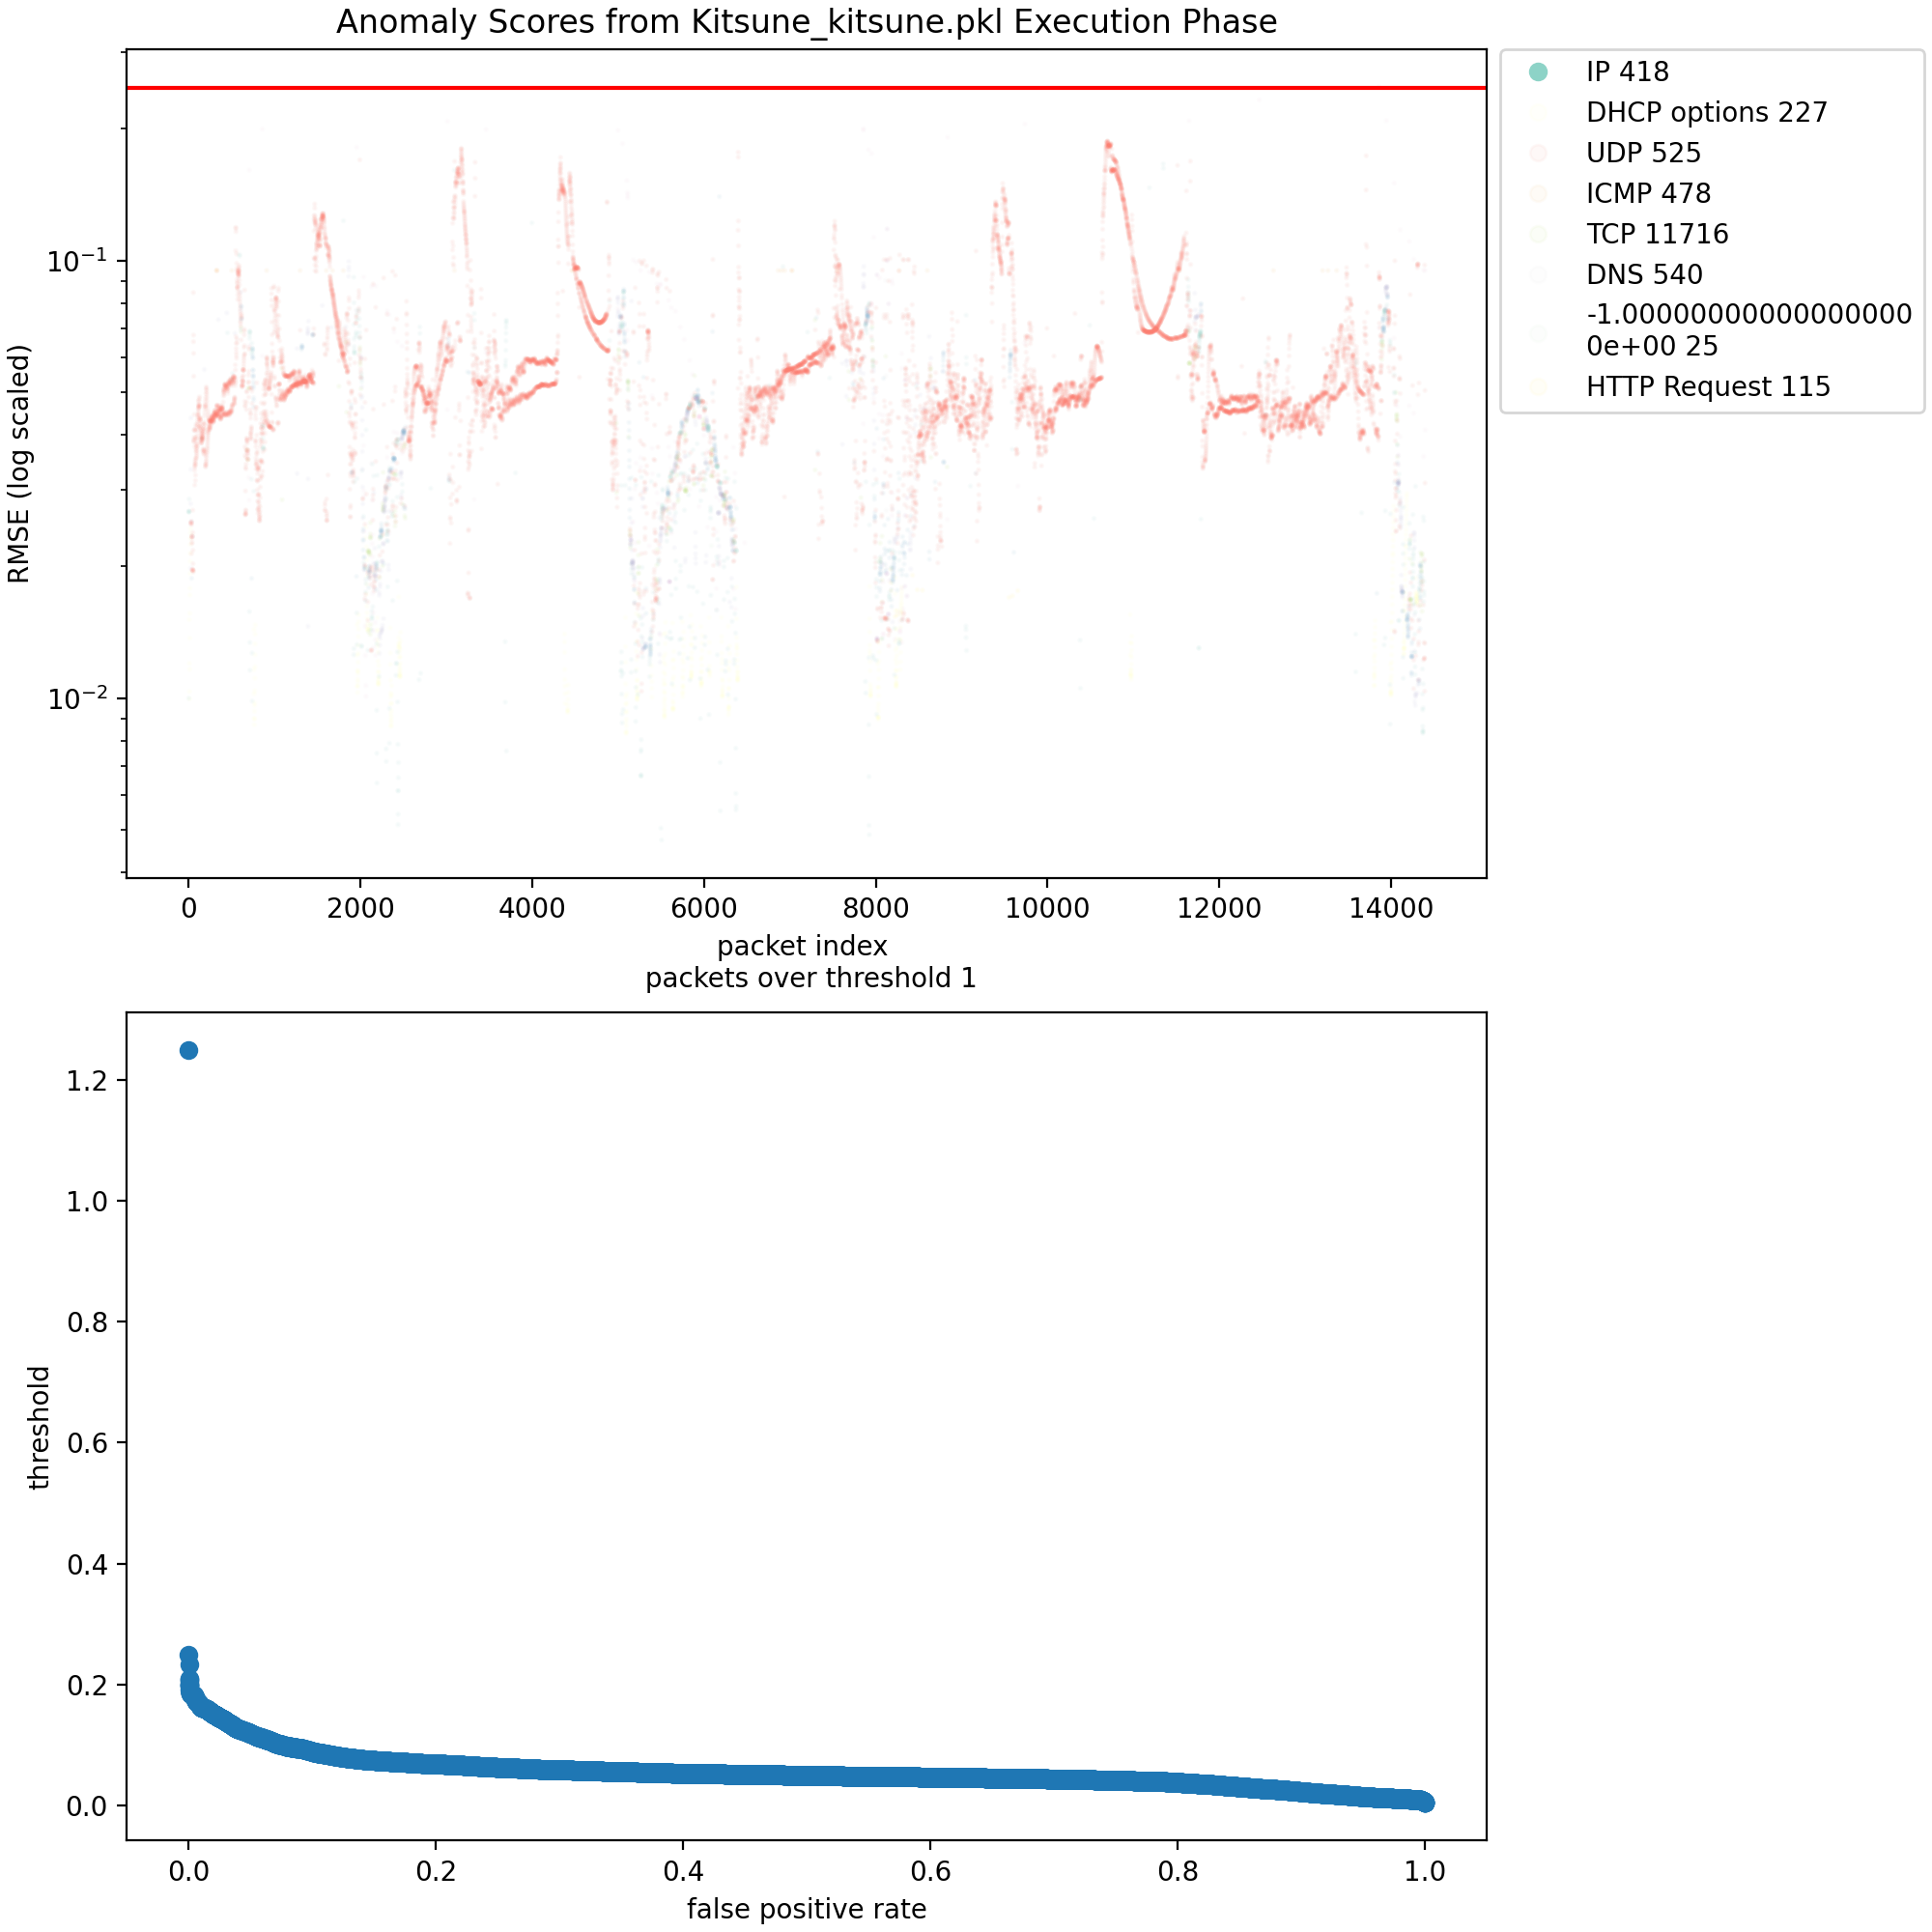 Anomaly Scores from Kitsune_kitsune.pkl Execution Phase
RMSE (log scaled)
10⁻¹
10⁻²
0 2000 4000 6000 8000 10000 12000 14000
packet index
packets over threshold 1
IP 418
DHCP options 227
UDP 525
ICMP 478
TCP 11716
DNS 540
-1.00000000000000000
0e+00 25
HTTP Request 115
threshold
1.2
1.0
0.8
0.6
0.4
0.2
0.0
0.0 0.2 0.4 0.6 0.8 1.0
false positive rate